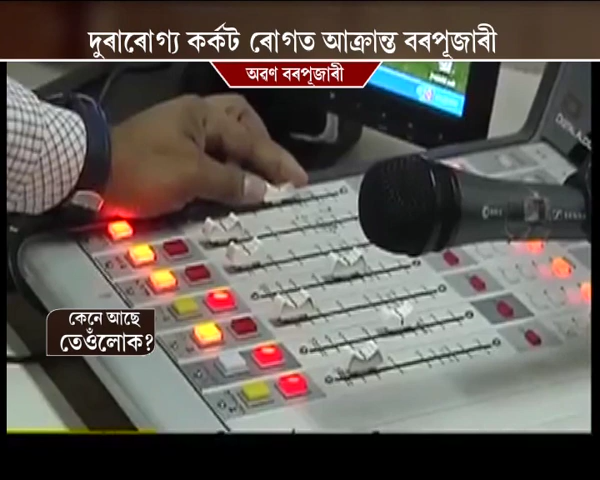 দুৰাৰোগ্য কৰ্কট ৰোগত আক্ৰান্ত বৰপূজাৰী
অৰণ বৰপূজাৰী
কেনে আছে
তেওঁলোক?